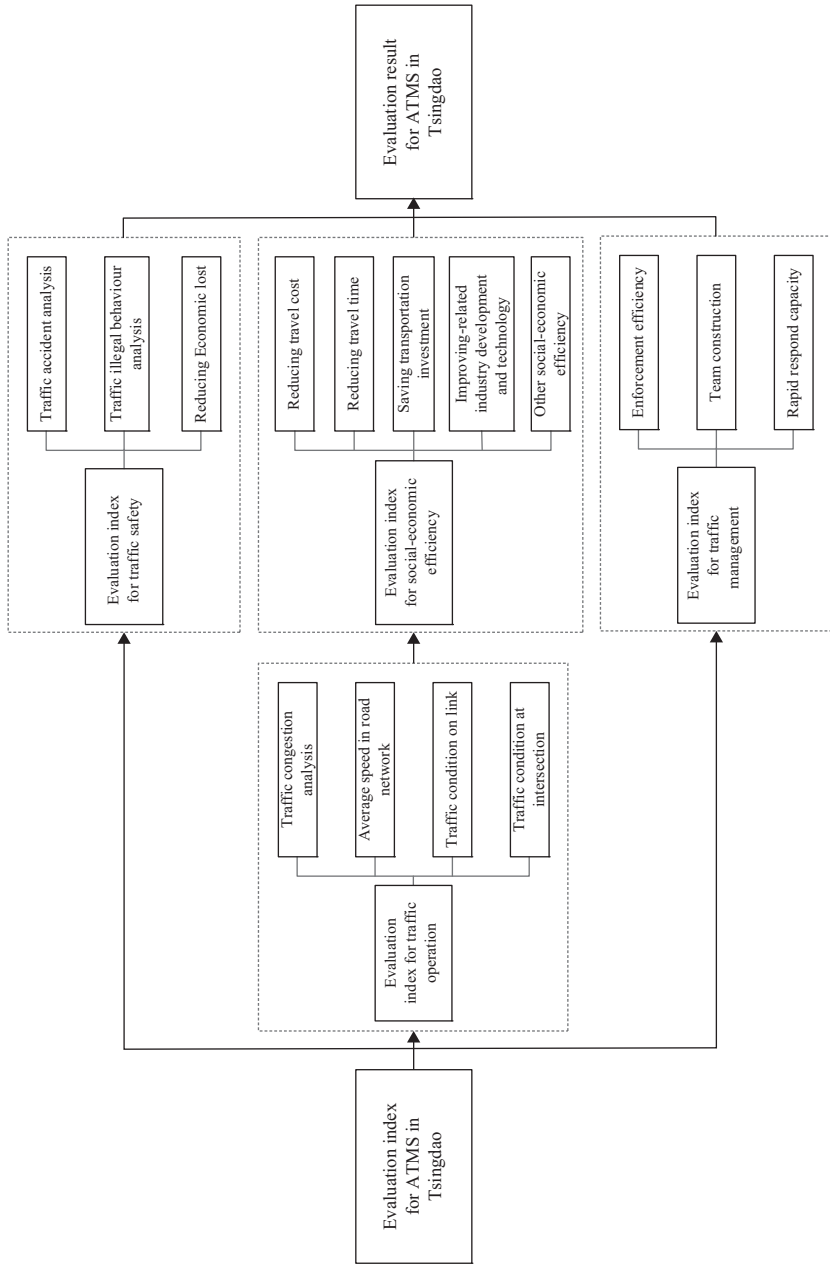 Evaluation index
for ATMS in
Tsingdao
Evaluation index
for traffic safety
Traffic accident analysis
Traffic illegal behaviour
analysis
Reducing Economic lost
Evaluation
index for traffic
operation
Traffic congestion
analysis
Average speed in road
network
Traffic condition on link
Traffic condition at
intersection
Evaluation index
for social-economic
efficiency
Reducing travel cost
Reducing travel time
Saving transportation
investment
Improving-related
industry development
and technology
Other social-economic
efficiency
Evaluation index
for traffic
management
Enforcement efficiency
Team construction
Rapid respond capacity
Evaluation result
for ATMS in
Tsingdao